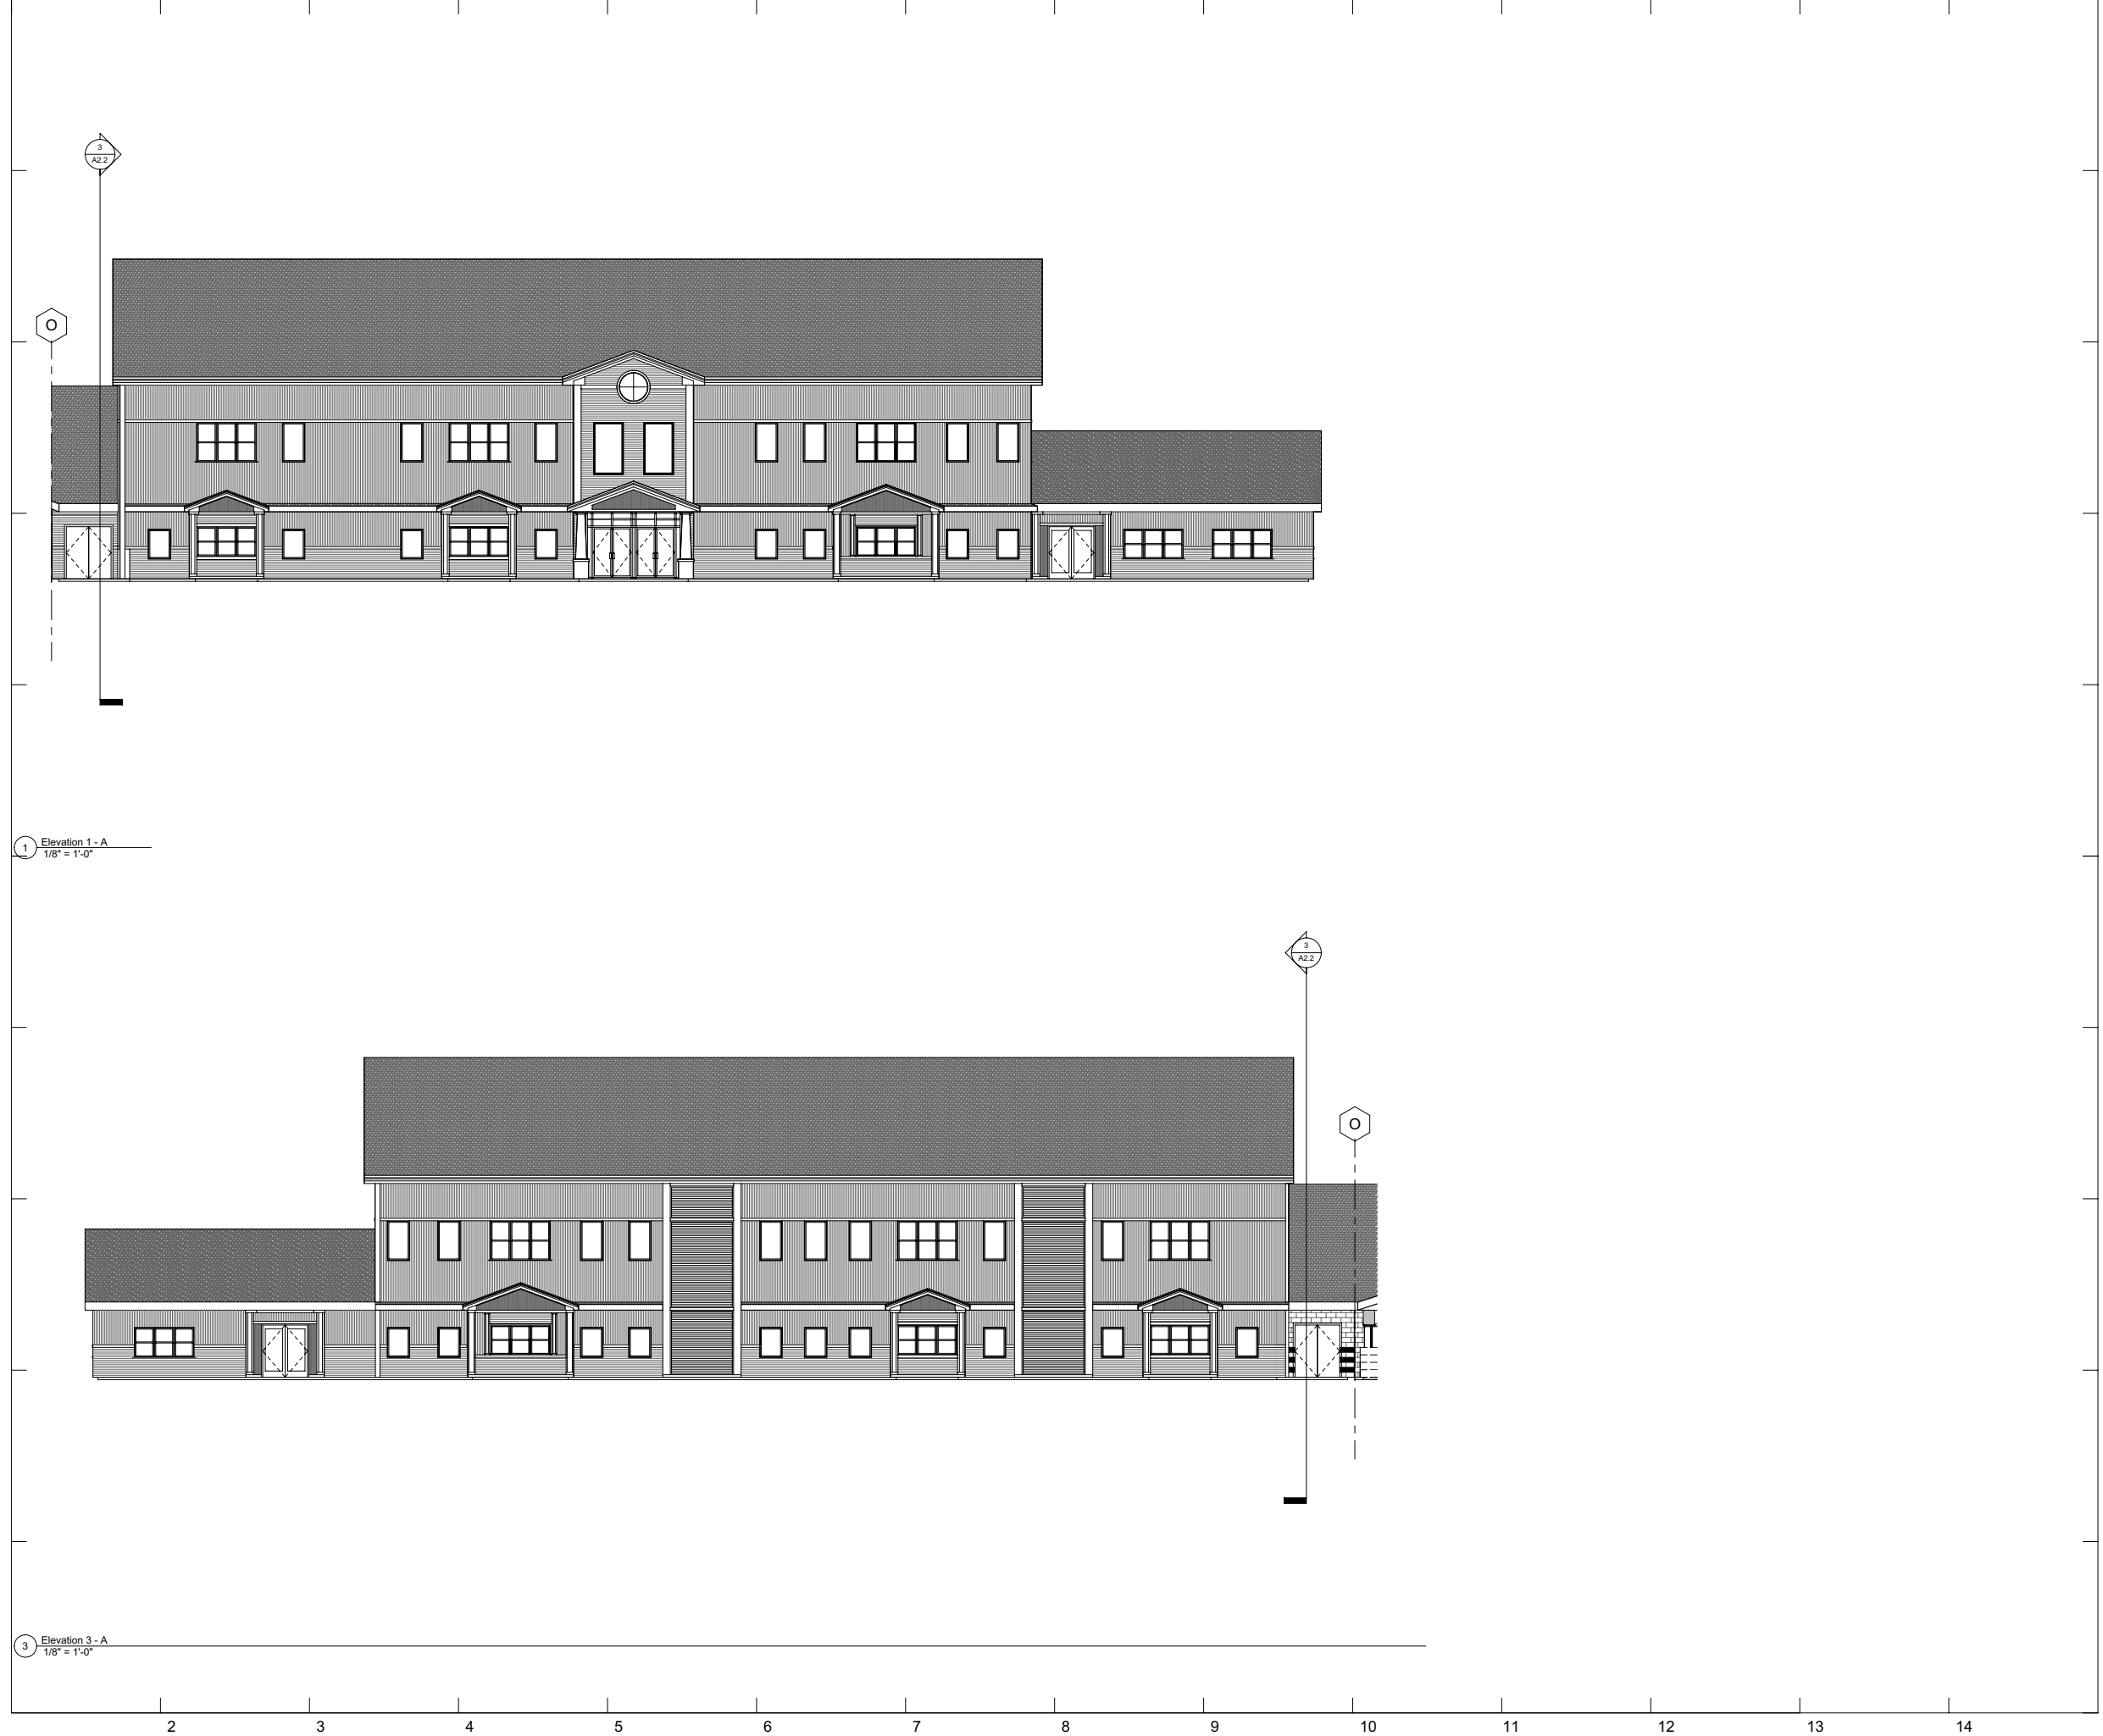 3
A2.2
O
1
Elevation 1 - A
1/8" = 1'-0"
3
A2.2
O
3
Elevation 3 - A
1/8" = 1'-0"
2 3 4 5 6 7 8 9 10 11 12 13 14